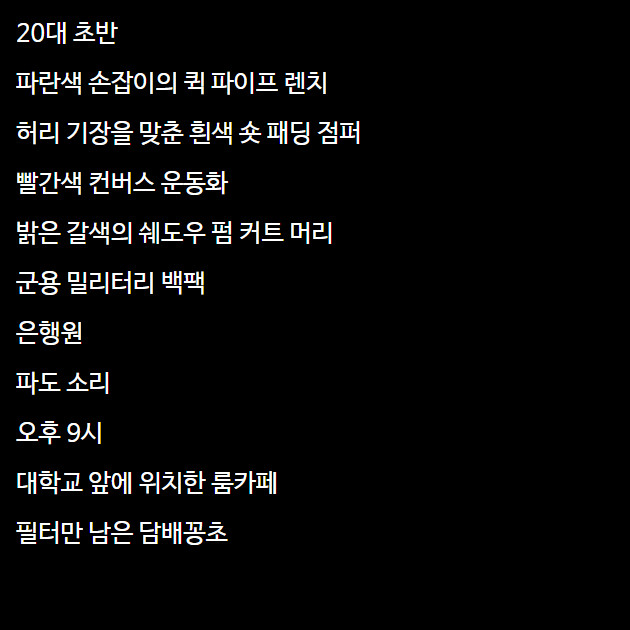 20대 초반
파란색 손잡이의 퀵 파이프 렌치
허리 기장을 맞춘 흰색 숏 패딩 점퍼
빨간색 컨버스 운동화
밝은 갈색의 쉐도우 펌 커트 머리
군용 밀리터리 백팩
은행원
파도 소리
오후 9시
대학교 앞에 위치한 룸카페
필터만 남은 담배꽁초